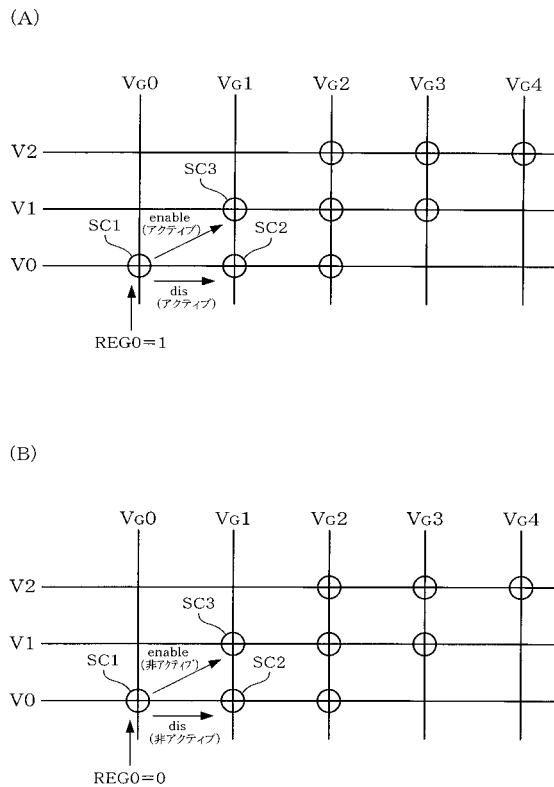 (A)
VG0 VG1 VG2 VG3 VG4
V2
SC3
V1
enable
(アクティブ)
SC1
SC2
V0
dis
(アクティブ)
REG0=1
(B)
VG0 VG1 VG2 VG3 VG4
V2
SC3
V1
enable
(非アクティブ)
SC1
SC2
V0
dis
(非アクティブ)
REG0=0